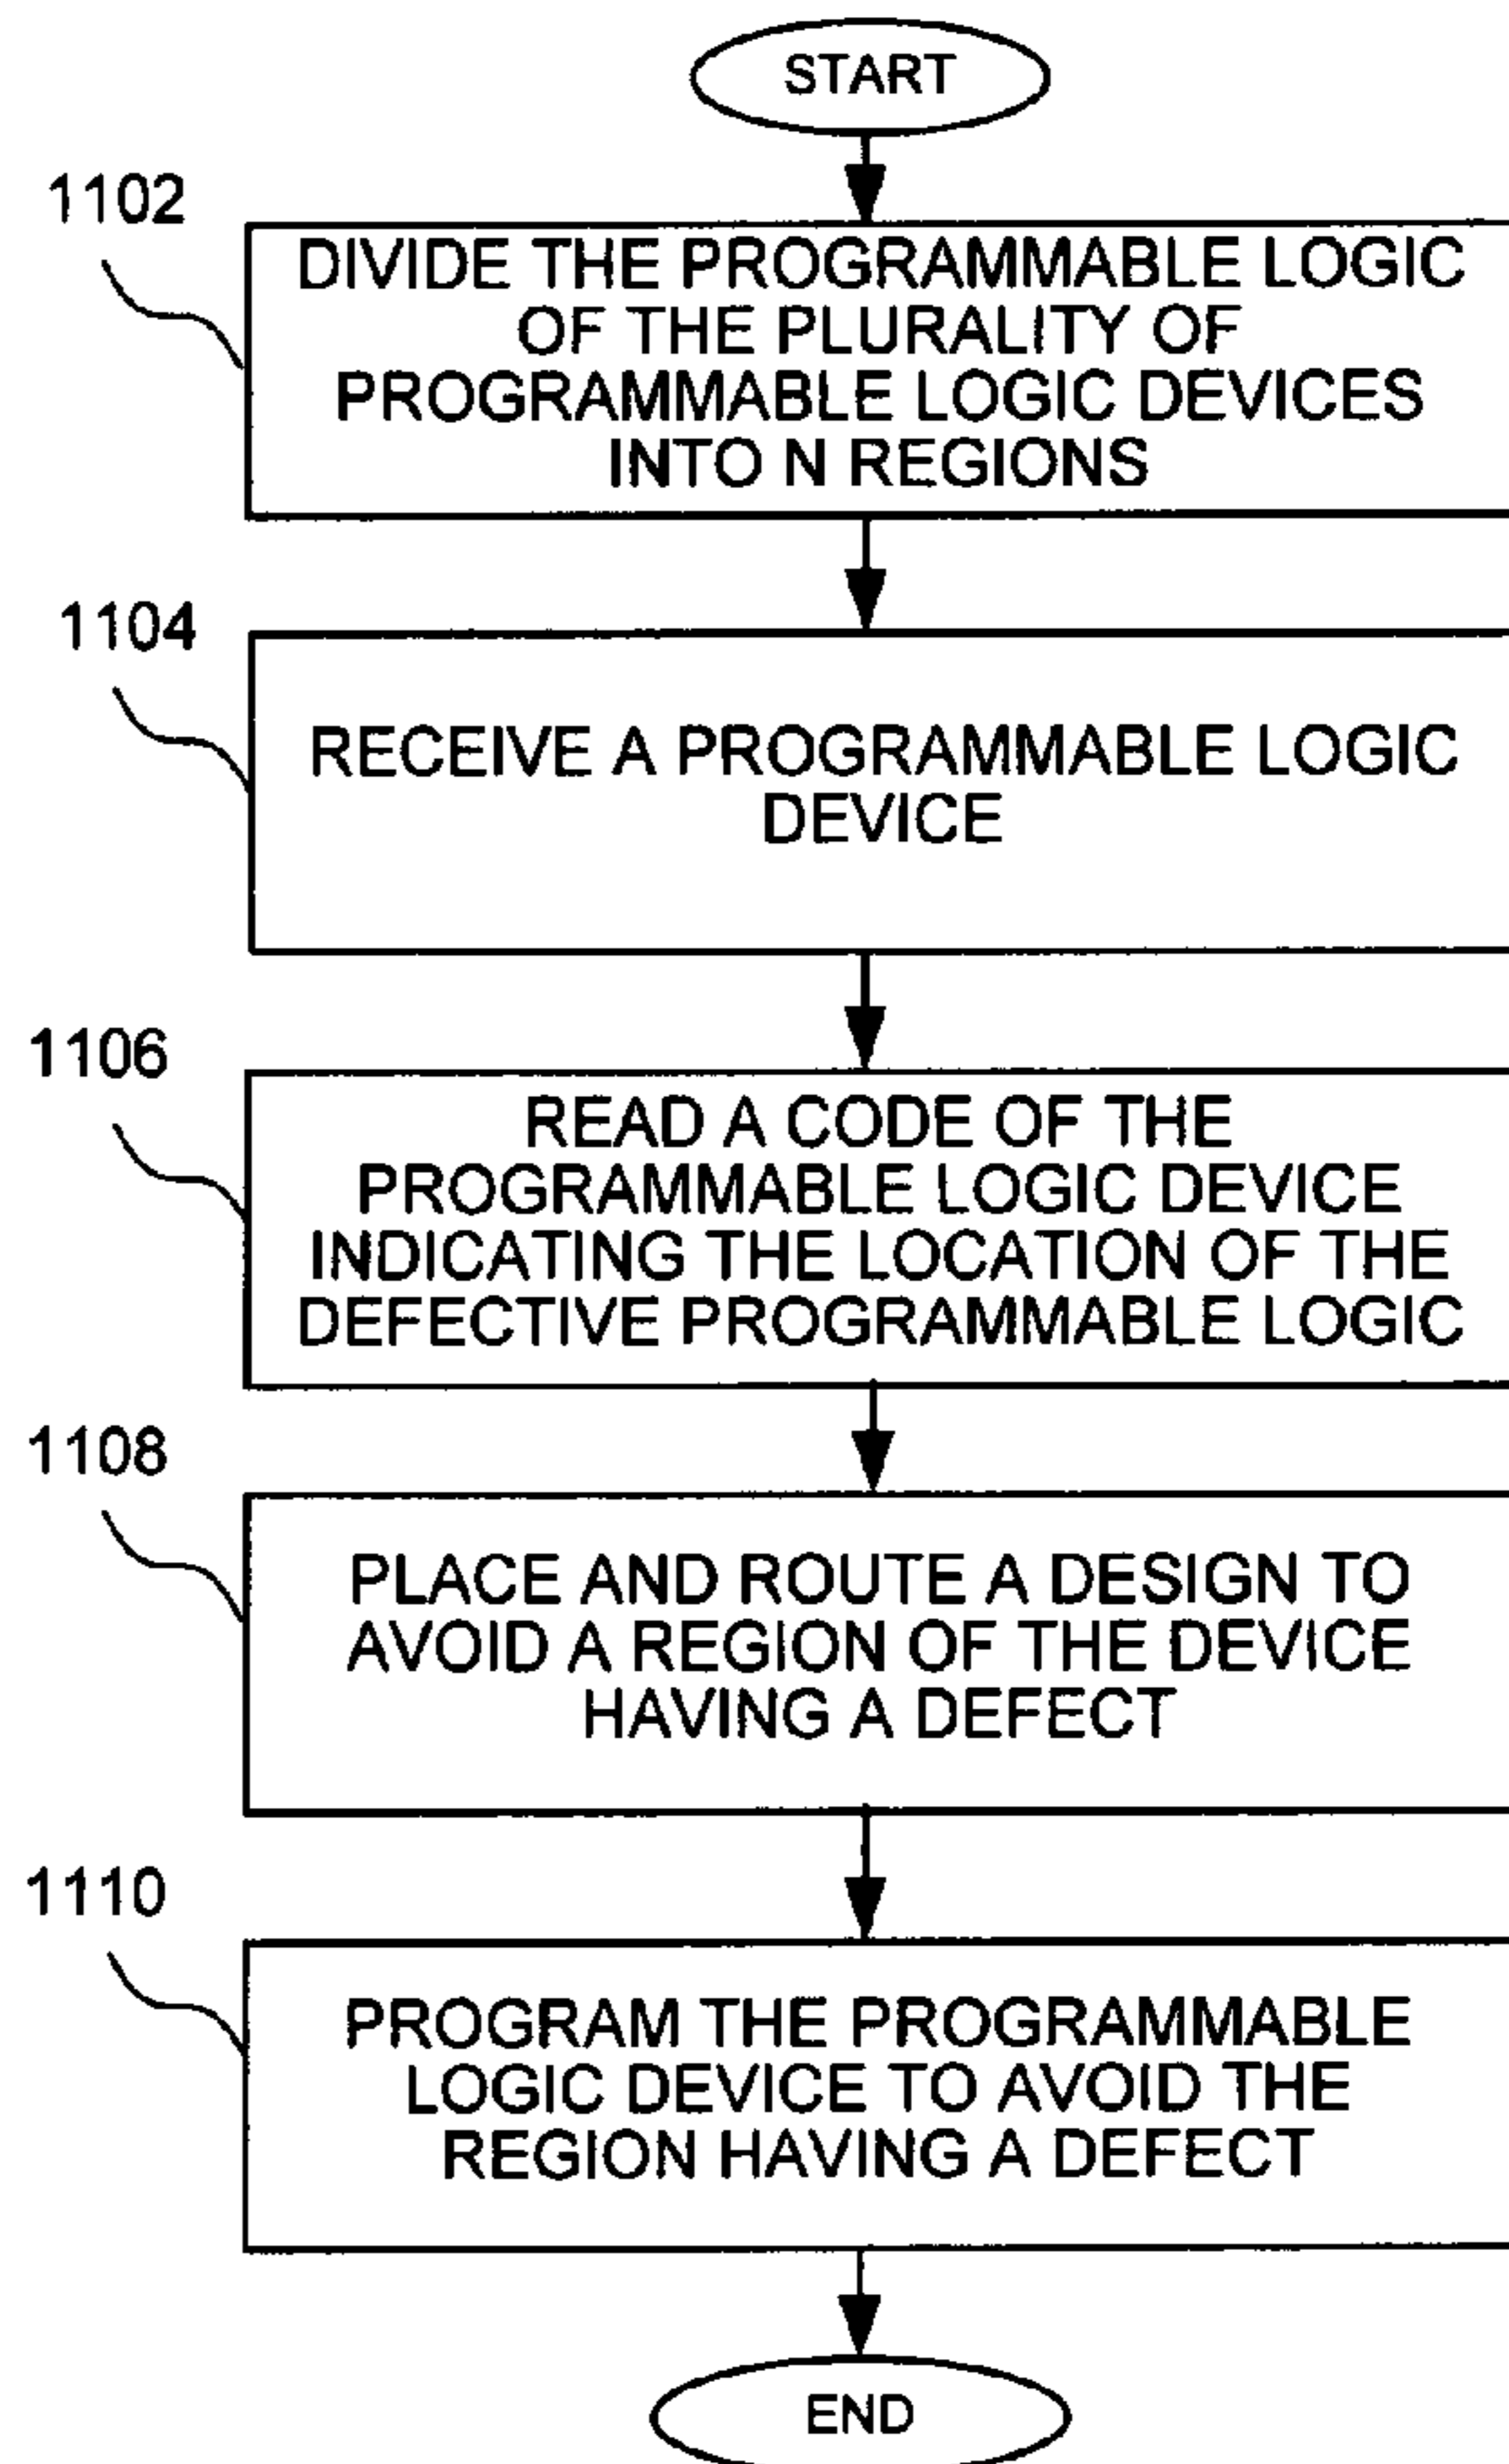 START
1102
DIVIDE THE PROGRAMMABLE LOGIC
OF THE PLURALITY OF
PROGRAMMABLE LOGIC DEVICES
INTO N REGIONS
1104
RECEIVE A PROGRAMMABLE LOGIC
DEVICE
1106
READ A CODE OF THE
PROGRAMMABLE LOGIC DEVICE
INDICATING THE LOCATION OF THE
DEFECTIVE PROGRAMMABLE LOGIC
1108
PLACE AND ROUTE A DESIGN TO
AVOID A REGION OF THE DEVICE
HAVING A DEFECT
1110
PROGRAM THE PROGRAMMABLE
LOGIC DEVICE TO AVOID THE
REGION HAVING A DEFECT
END